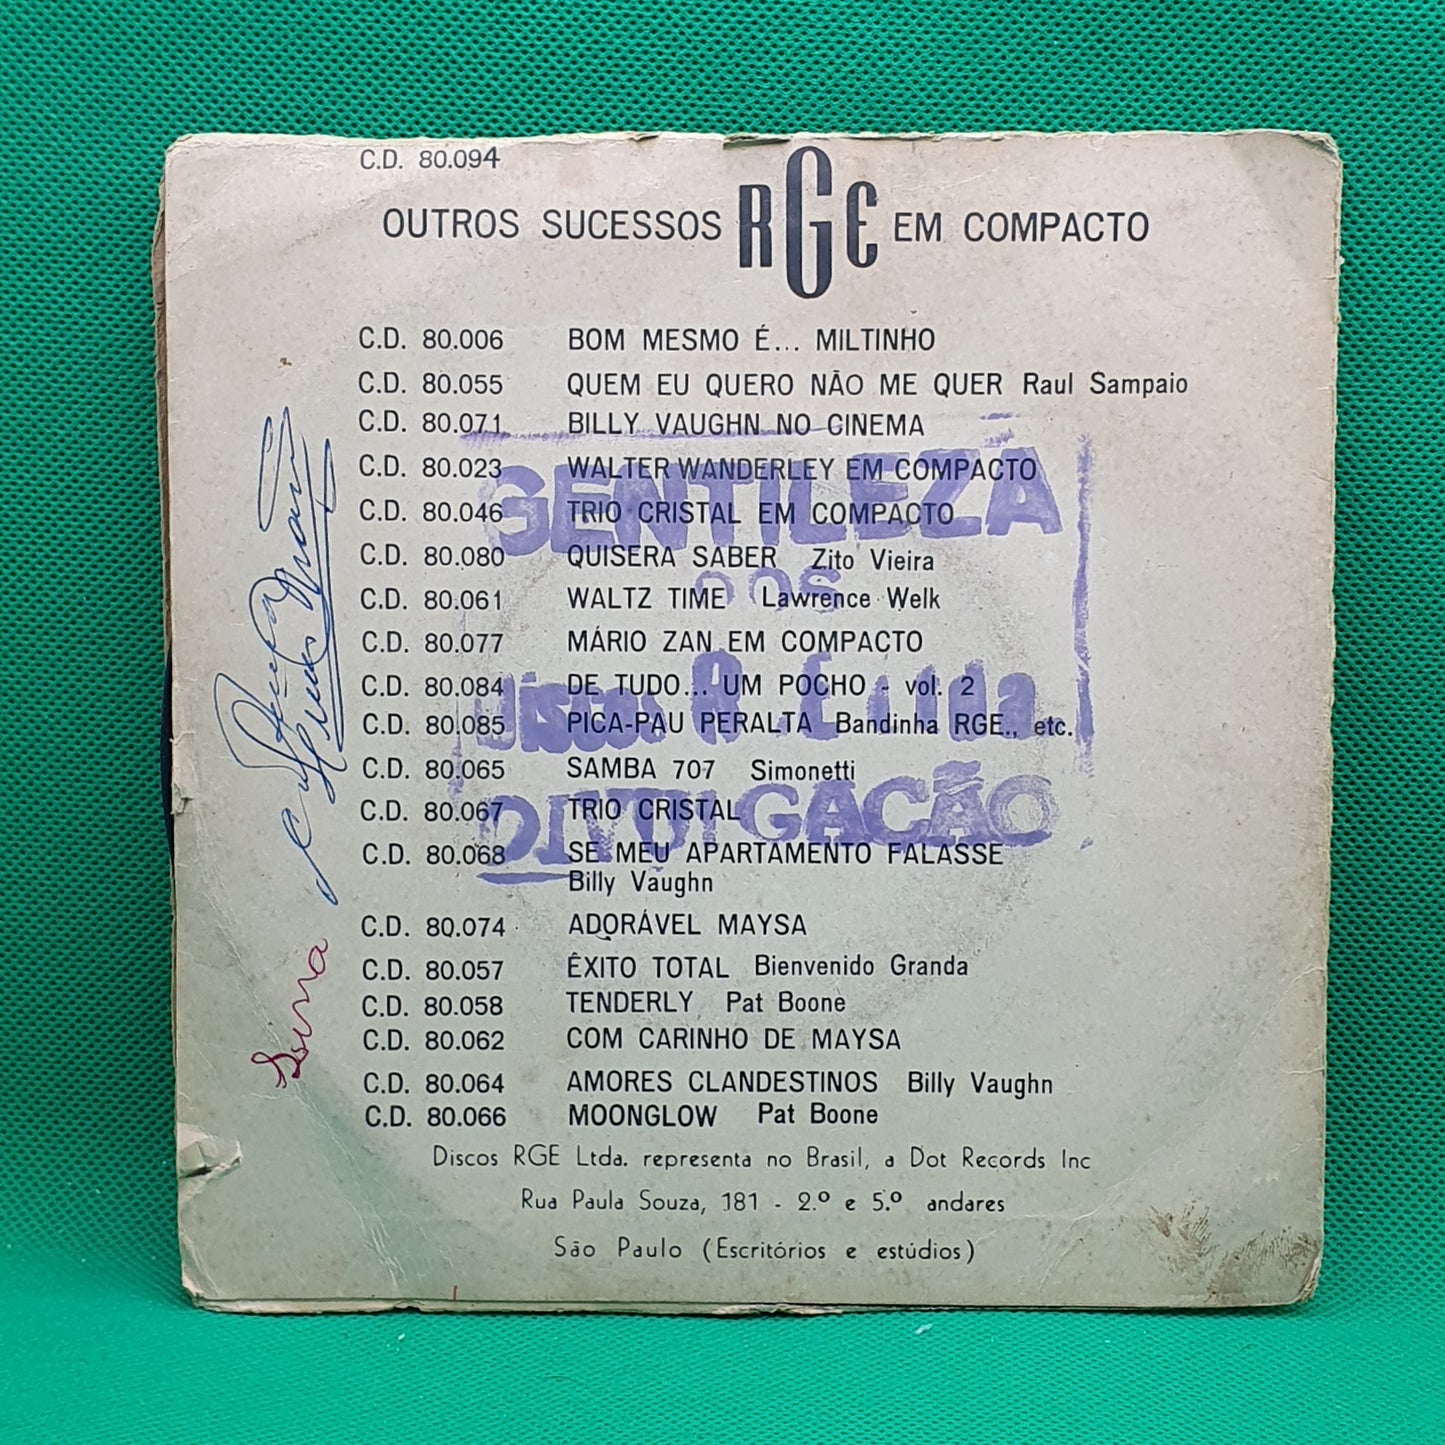 C.D. 80.094
OUTROS SUCESSOS RGE EM COMPACTO
C.D. 80.006 BOM MESMO É... MILTINHO
C.D. 80.055 QUEM EU QUERO NÃO ME QUER Raul Sampaio
C.D. 80.071 BILLY VAUGHN NO CINEMA
C.D. 80.023 WALTER WANDERLEY EM COMPACTO
C.D. 80.046 TRIO CRISTAL EM COMPACTO
C.D. 80.080 QUISERA SABER Zito Vieira
C.D. 80.061 WALTZ TIME Lawrence Welk
C.D. 80.077 MÁRIO ZAN EM COMPACTO
C.D. 80.084 DE TUDO... UM POCHO - vol. 2
C.D. 80.085 PICA-PAU PERALTA Bandinha RGE., etc.
C.D. 80.065 SAMBA 707 Simonetti
C.D. 80.067 TRIO CRISTAL
C.D. 80.068 SE MEU APARTAMENTO FALASSE
Billy Vaughn
C.D. 80.074 ADORÁVEL MAYSA
C.D. 80.057 ÊXITO TOTAL Bienvenido Granda
C.D. 80.058 TENDERLY Pat Boone
C.D. 80.062 COM CARINHO DE MAYSA
C.D. 80.064 AMORES CLANDESTINOS Billy Vaughn
C.D. 80.066 MOONGLOW Pat Boone
Discos RGE Ltda. representa no Brasil, a Dot Records Inc
Rua Paula Souza, 181 - 2.º e 5.º andares
São Paulo (Escritórios e estúdios)
GENTILEZA
Discos
DIVULGAÇÃO